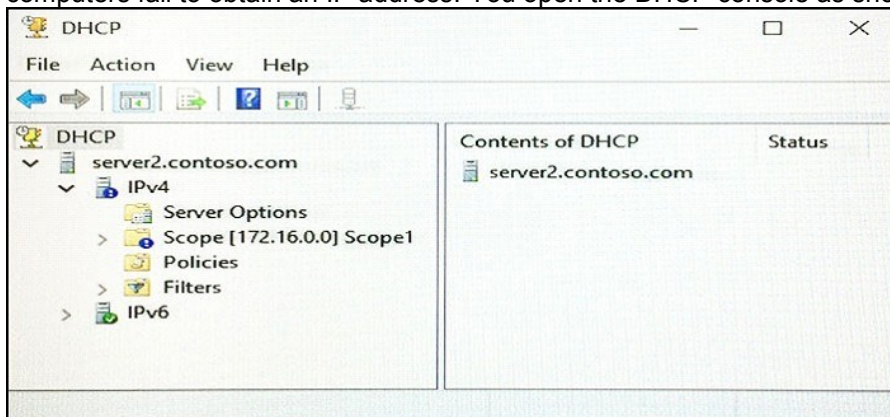 DHCP
File Action View Help
DHCP
server2.contoso.com
IPv4
Server Options
Scope [172.16.0.0] Scope1
Policies
Filters
IPv6
Contents of DHCP Status
server2.contoso.com